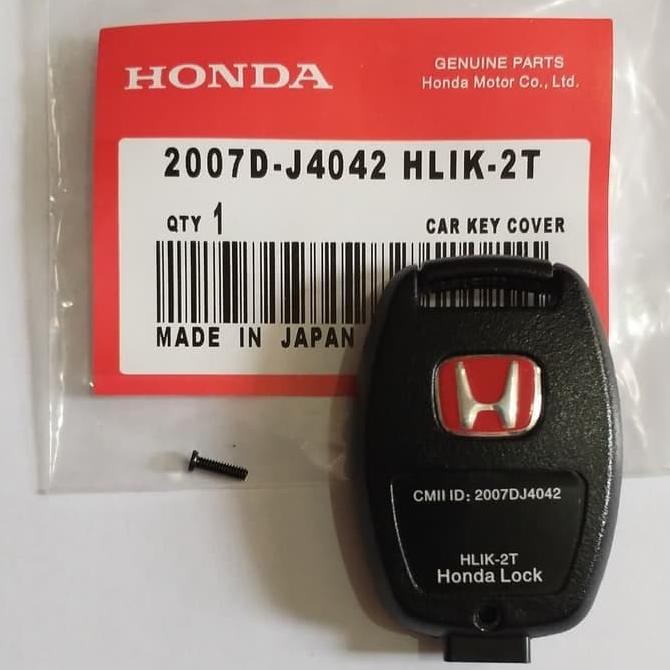 HONDA
GENUINE PARTS
Honda Motor Co., Ltd.
2007D-J4042 HLIK-2T
QTY 1
CAR KEY COVER
MADE IN JAPAN
CMII ID: 2007DJ4042
HLIK-2T
Honda Lock